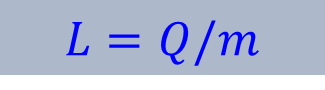 L = Q/m